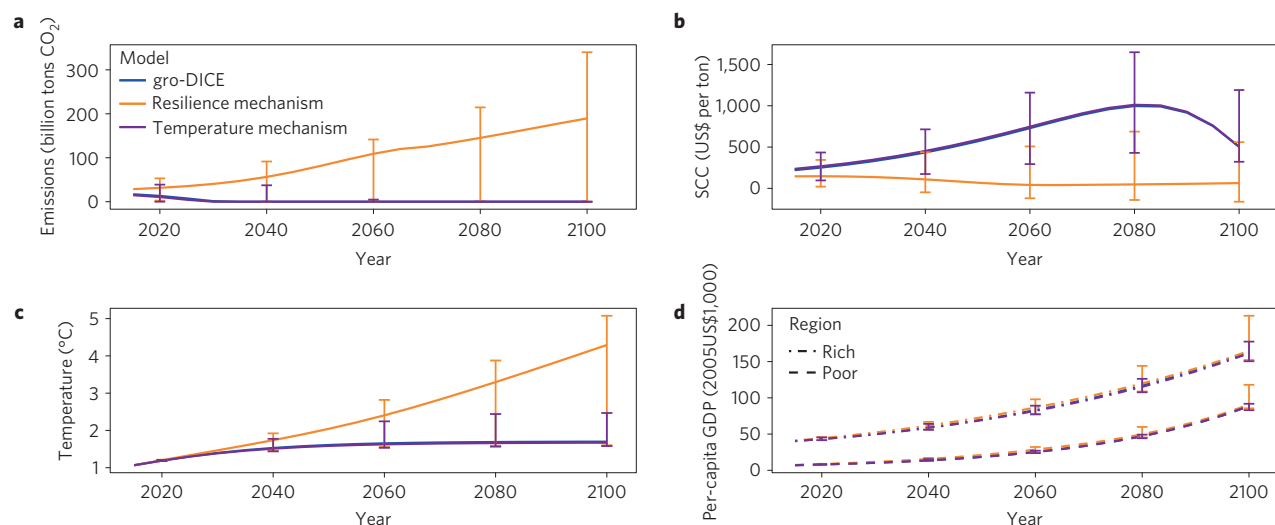 a
Emissions (billion tons CO₂)
300
200
100
0
Model
gro-DICE
Resilience mechanism
Temperature mechanism
2020 2040 2060 2080 2100
Year
b
SCC (US$ per ton)
1,500
1,000
500
0
2020 2040 2060 2080 2100
Year
c
Temperature (°C)
5
4
3
2
1
2020 2040 2060 2080 2100
Year
d
Per-capita GDP (2005US$1,000)
200
150
100
50
0
Region
Rich
Poor
2020 2040 2060 2080 2100
Year